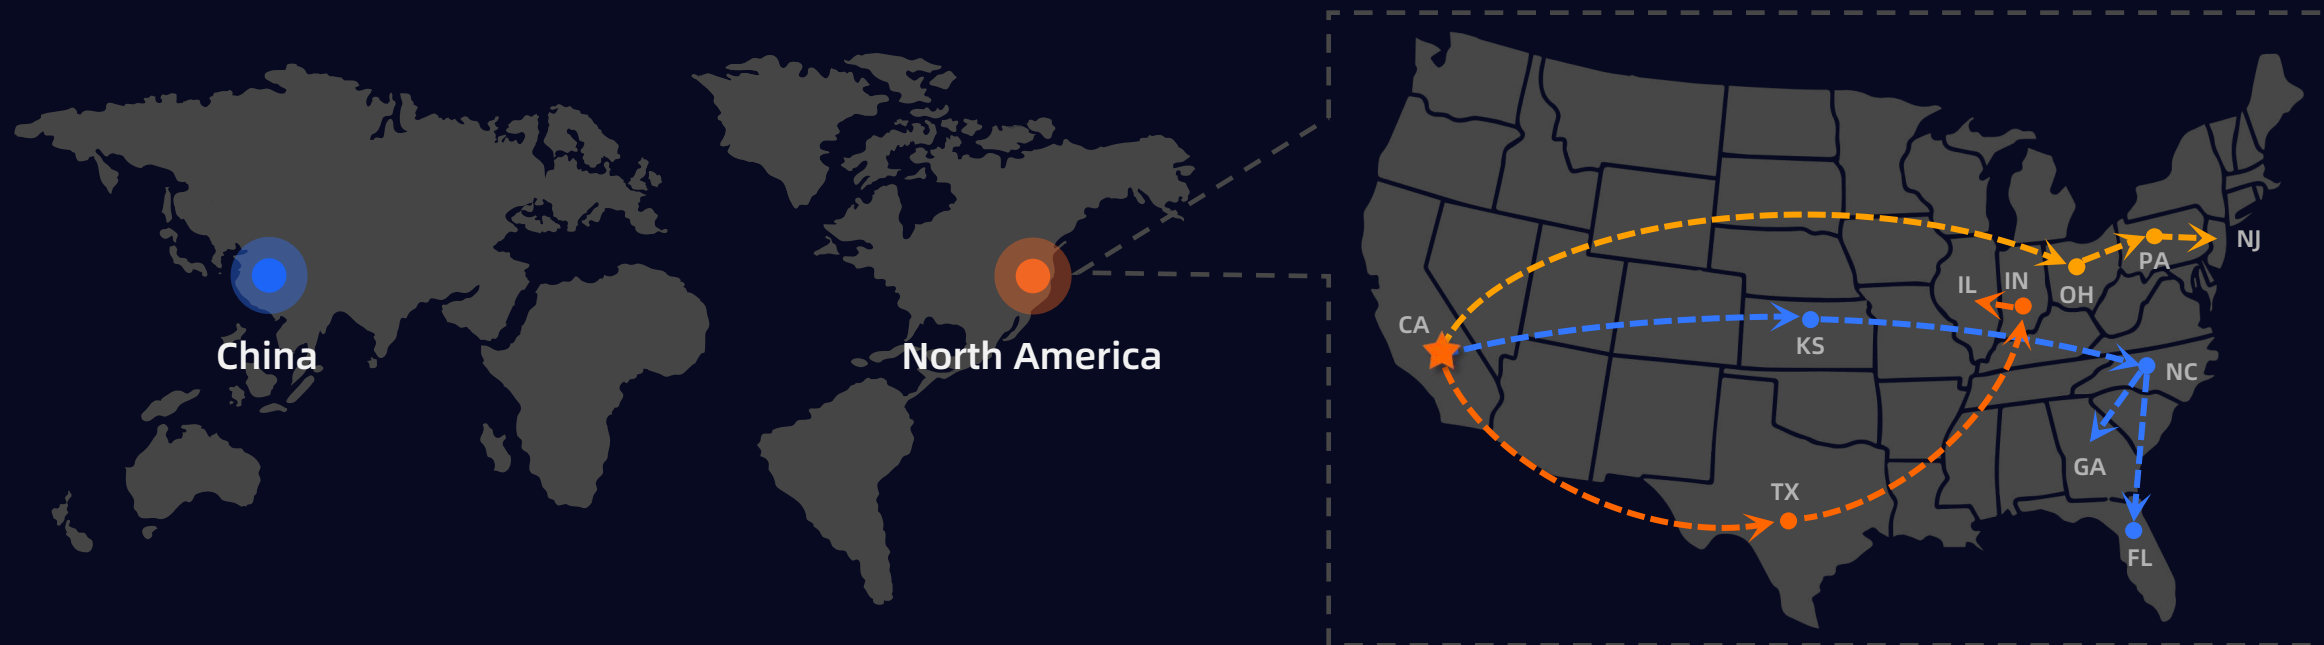 China
North America
CA
KS
TX
IL
IN
OH
PA
NJ
NC
GA
FL